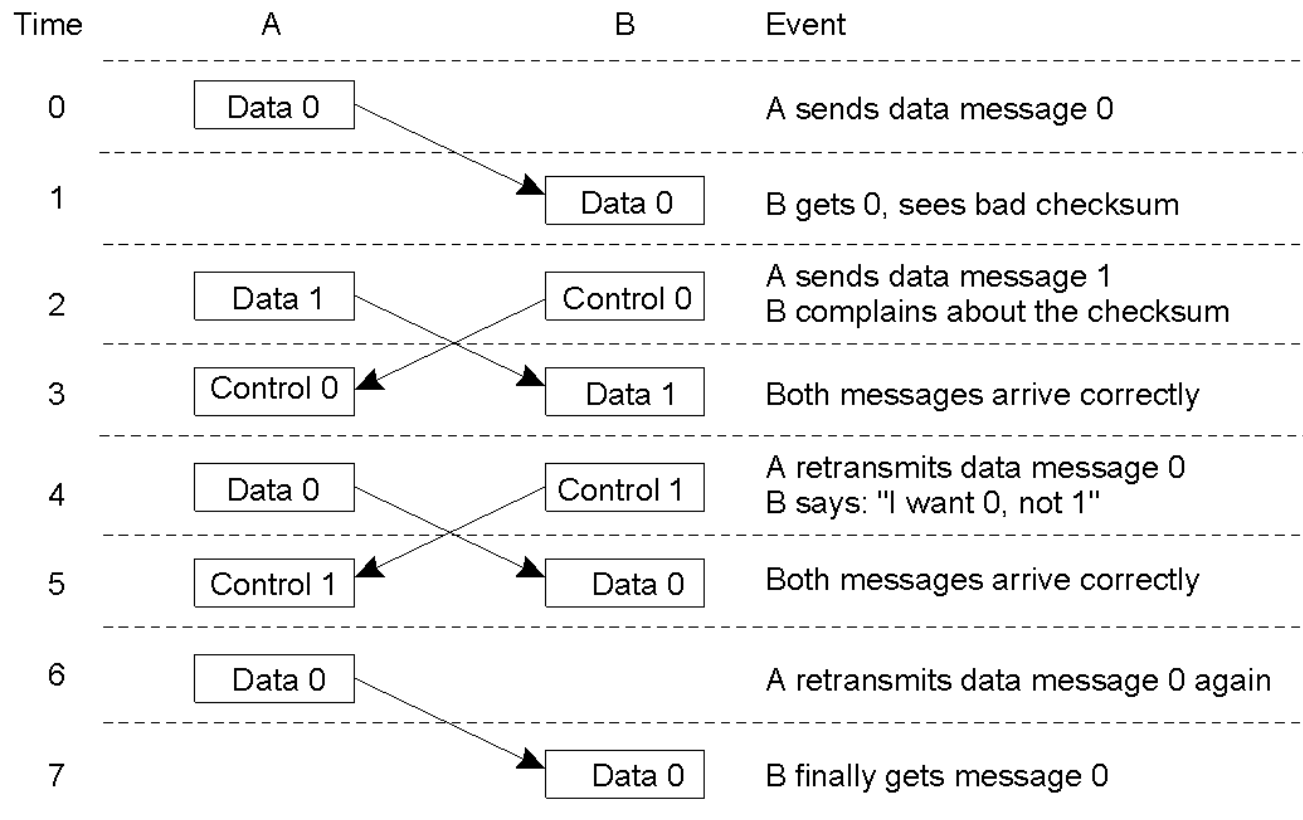 Time A B Event
0 Data 0 A sends data message 0
1 Data 0 B gets 0, sees bad checksum
2 Data 1 Control 0 A sends data message 1
B complains about the checksum
3 Control 0 Data 1 Both messages arrive correctly
4 Data 0 Control 1 A retransmits data message 0
B says: "I want 0, not 1"
5 Control 1 Data 0 Both messages arrive correctly
6 Data 0 A retransmits data message 0 again
7 Data 0 B finally gets message 0